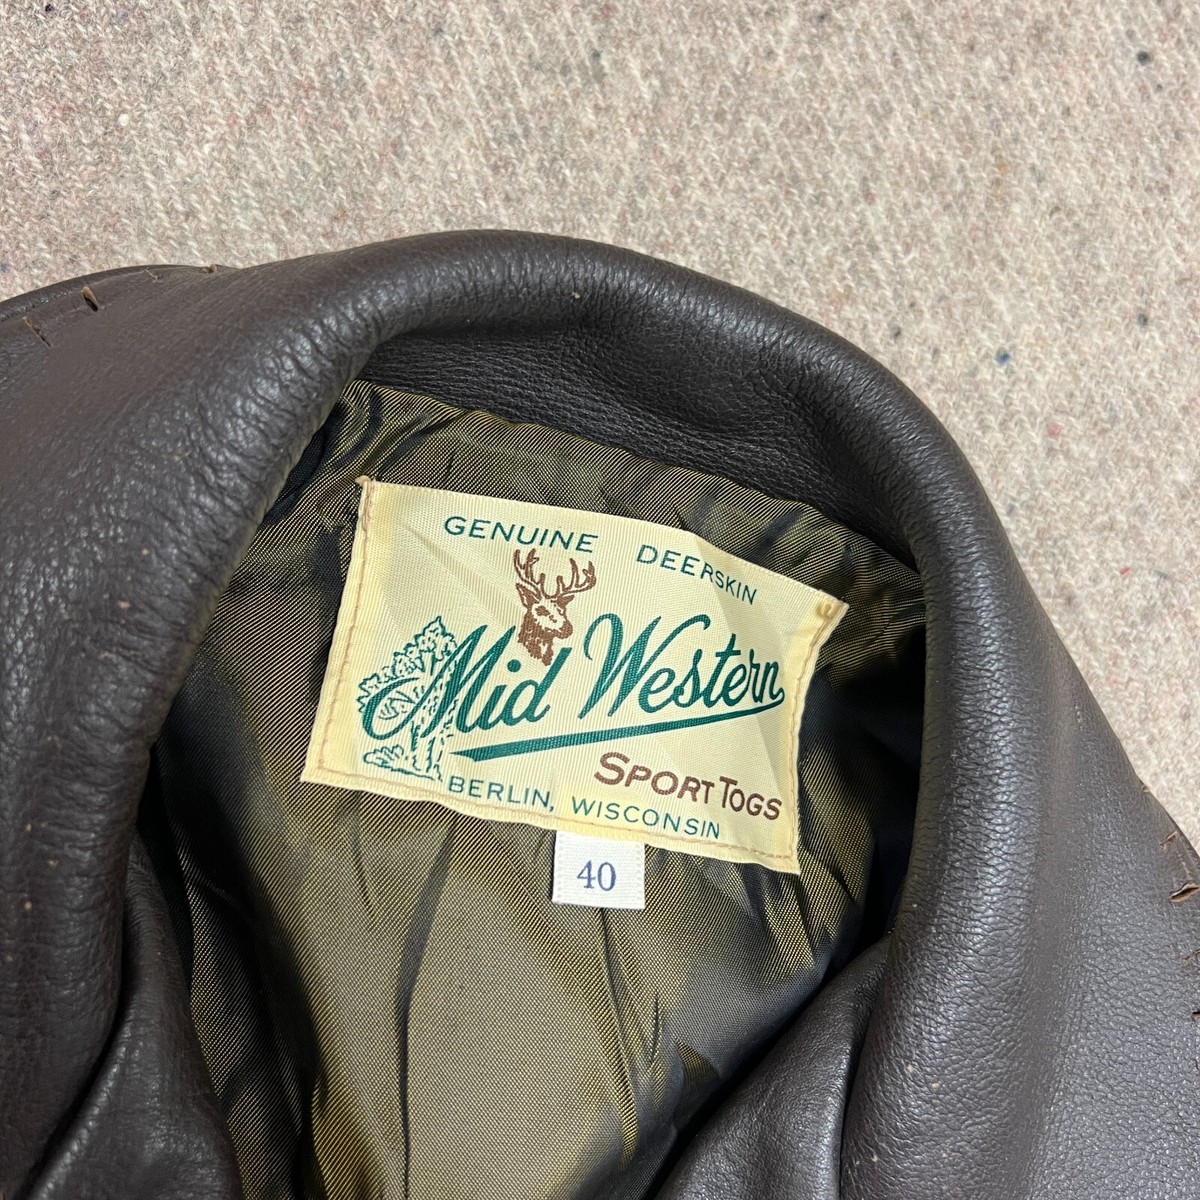 GENUINE DEERSKIN
Mid Western
SPORT TOGS
BERLIN, WISCONSIN
40